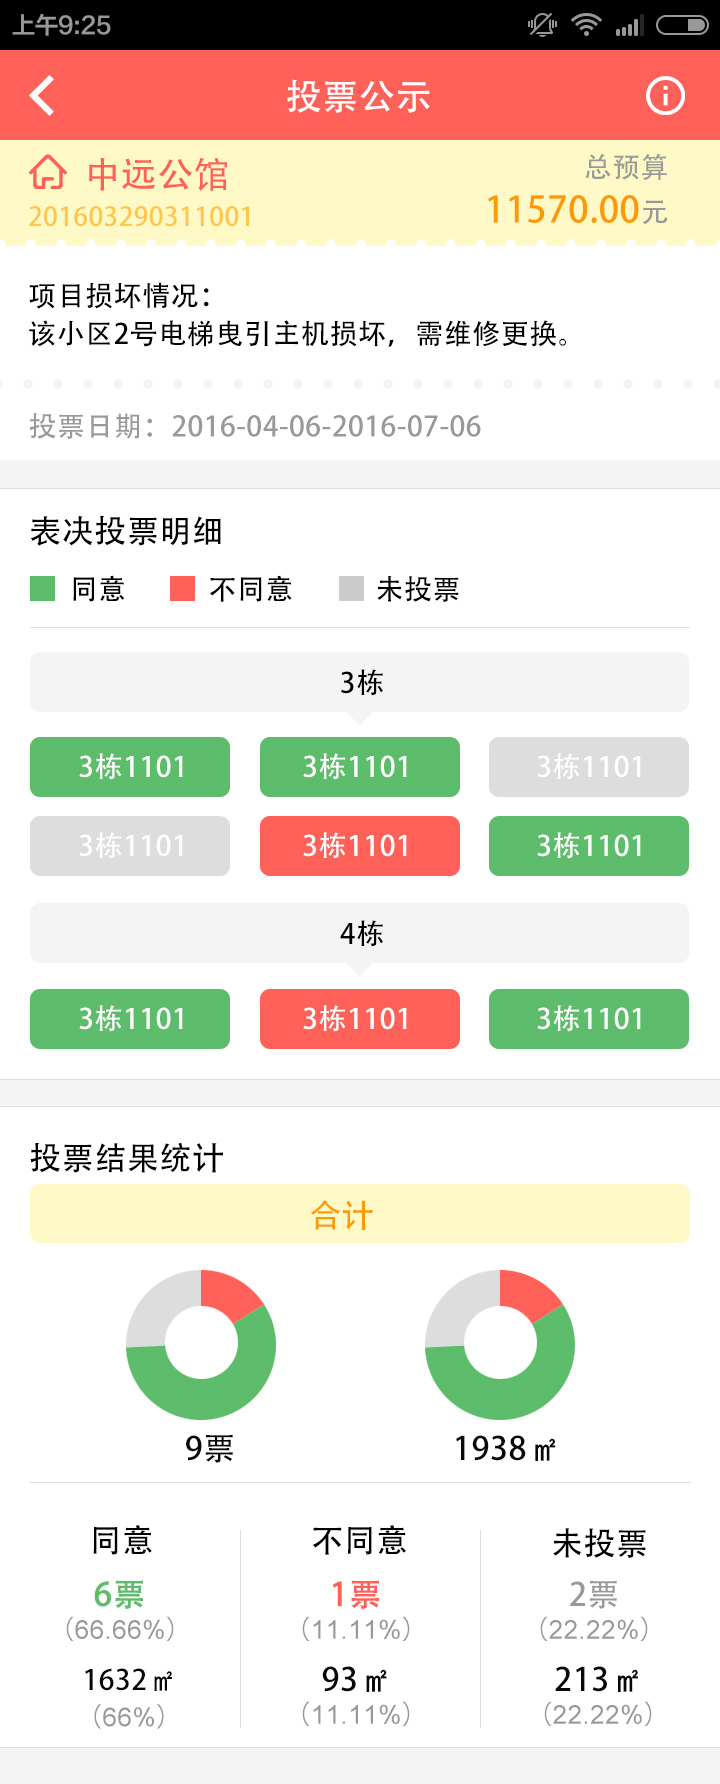 上午9:25
投票公示
中远公馆
201603290311001
总预算
11570.00元
项目损坏情况：
该小区2号电梯曳引主机损坏，需维修更换。
投票日期：2016-04-06-2016-07-06
表决投票明细
同意 不同意 未投票
3栋
3栋1101 3栋1101 3栋1101
3栋1101 3栋1101 3栋1101
4栋
3栋1101 3栋1101 3栋1101
投票结果统计
合计
9票 1938㎡
同意 不同意 未投票
6票 1票 2票
(66.66%) (11.11%) (22.22%)
1632㎡ 93㎡ 213㎡
(66%) (11.11%) (22.22%)